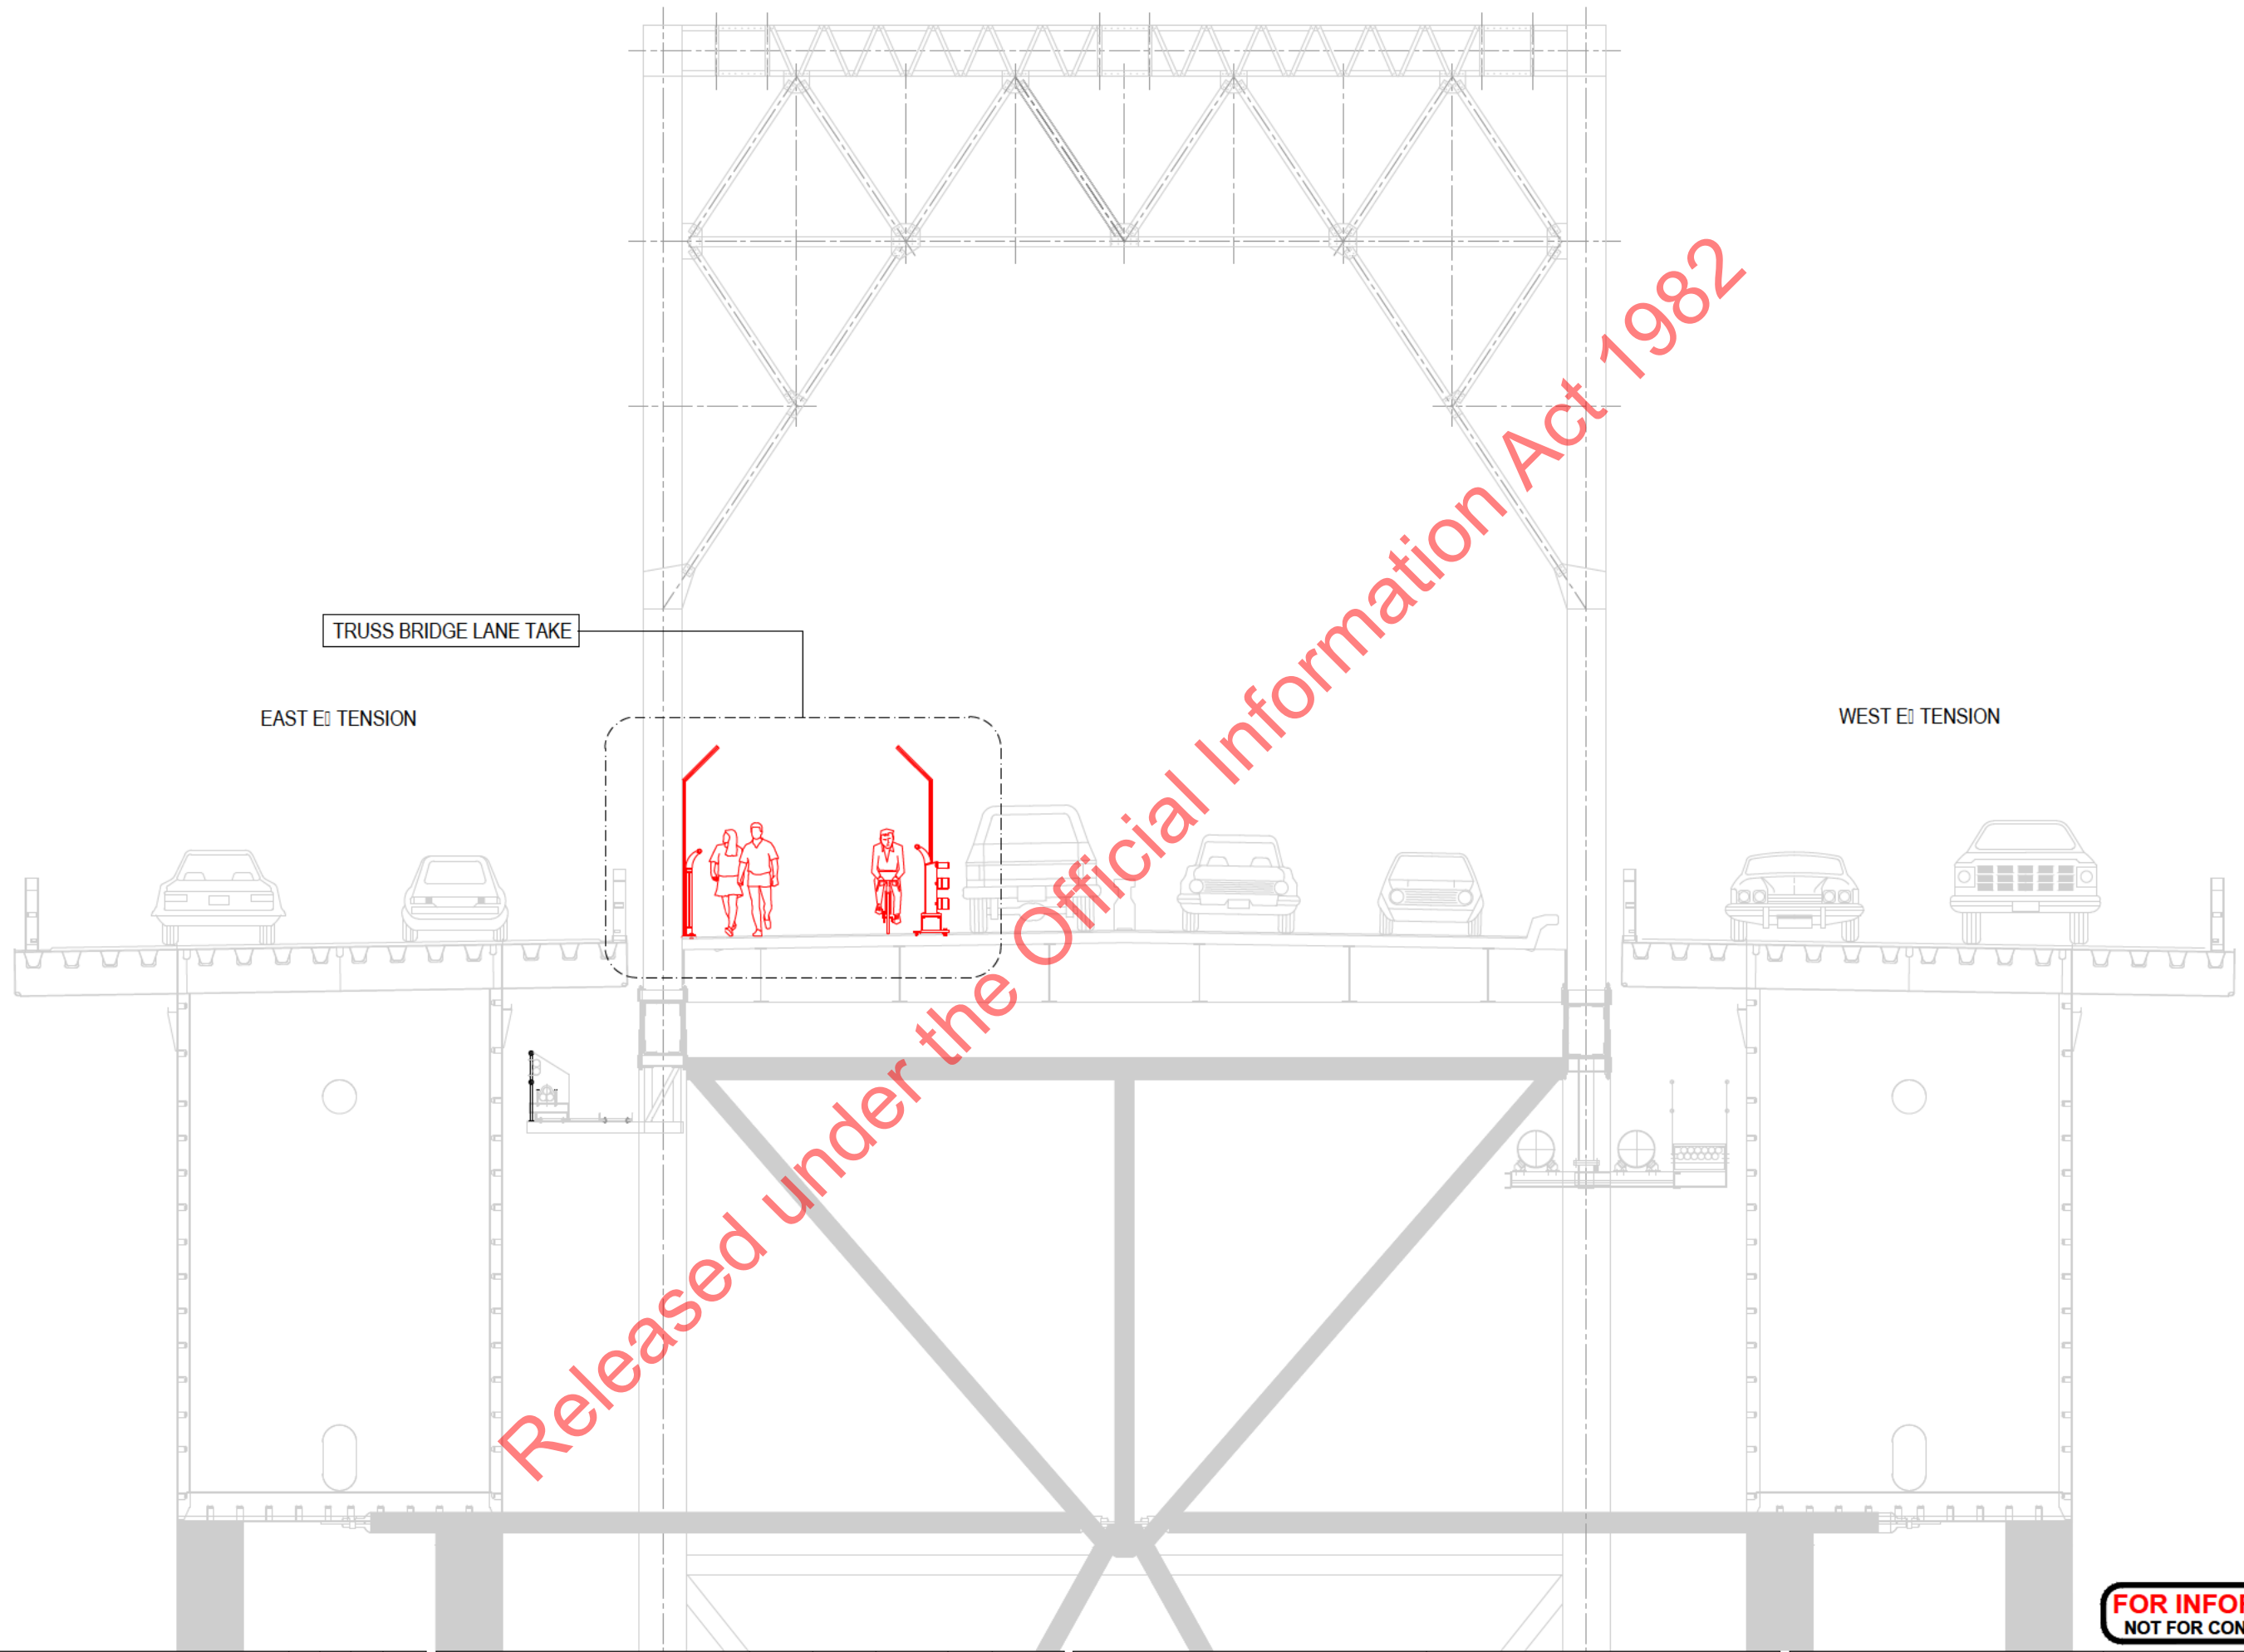 TRUSS BRIDGE LANE TAKE
EAST E▯ TENSION
WEST E▯ TENSION
Released under the Official Information Act 1982
FOR INFOR
NOT FOR CON